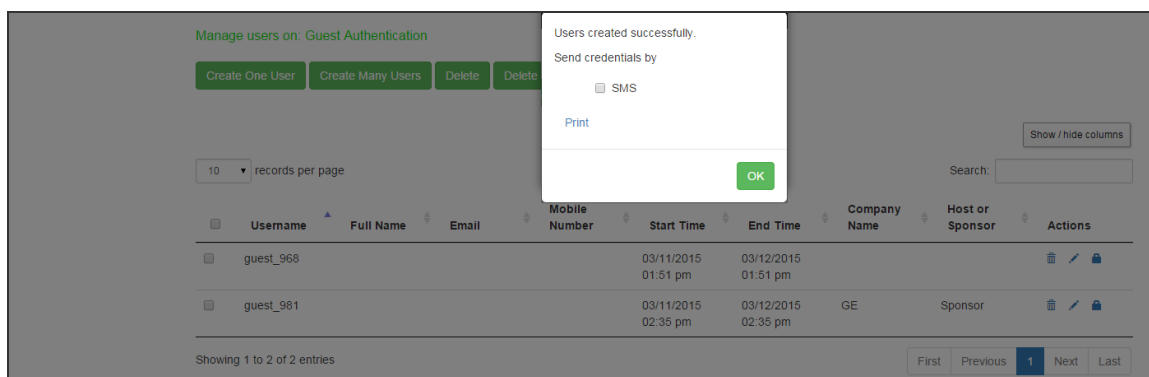 Manage users on: Guest Authentication
Create One User Create Many Users Delete Delete
Users created successfully.
Send credentials by
SMS
Print
OK
Show / hide columns
10 records per page
Search:
Username Full Name Email Mobile Number Start Time End Time Company Name Host or Sponsor Actions
guest_968 03/11/2015 03/12/2015
01:51 pm 01:51 pm
guest_981 03/11/2015 03/12/2015 GE Sponsor
02:35 pm 02:35 pm
Showing 1 to 2 of 2 entries
First Previous 1 Next Last